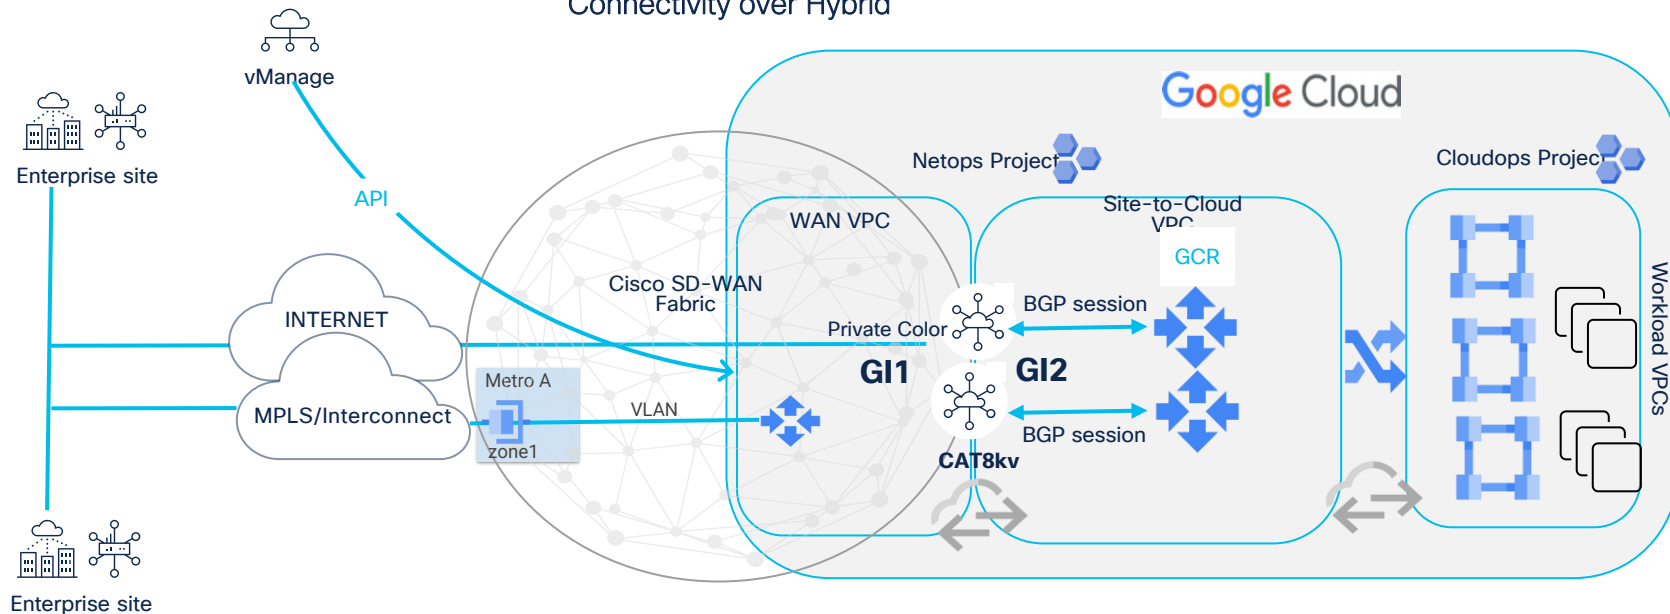 Connectivity over Hybrid
vManage
Google Cloud
Enterprise site
Netops Project
Cloudops Project
API
WAN VPC
Site-to-Cloud
VPC
GCR
Cisco SD-WAN
Fabric
INTERNET
Private Color
BGP session
GI1
GI2
Metro A
VLAN
MPLS/Interconnect
zone1
BGP session
CAT8kv
Workload VPCs
Enterprise site